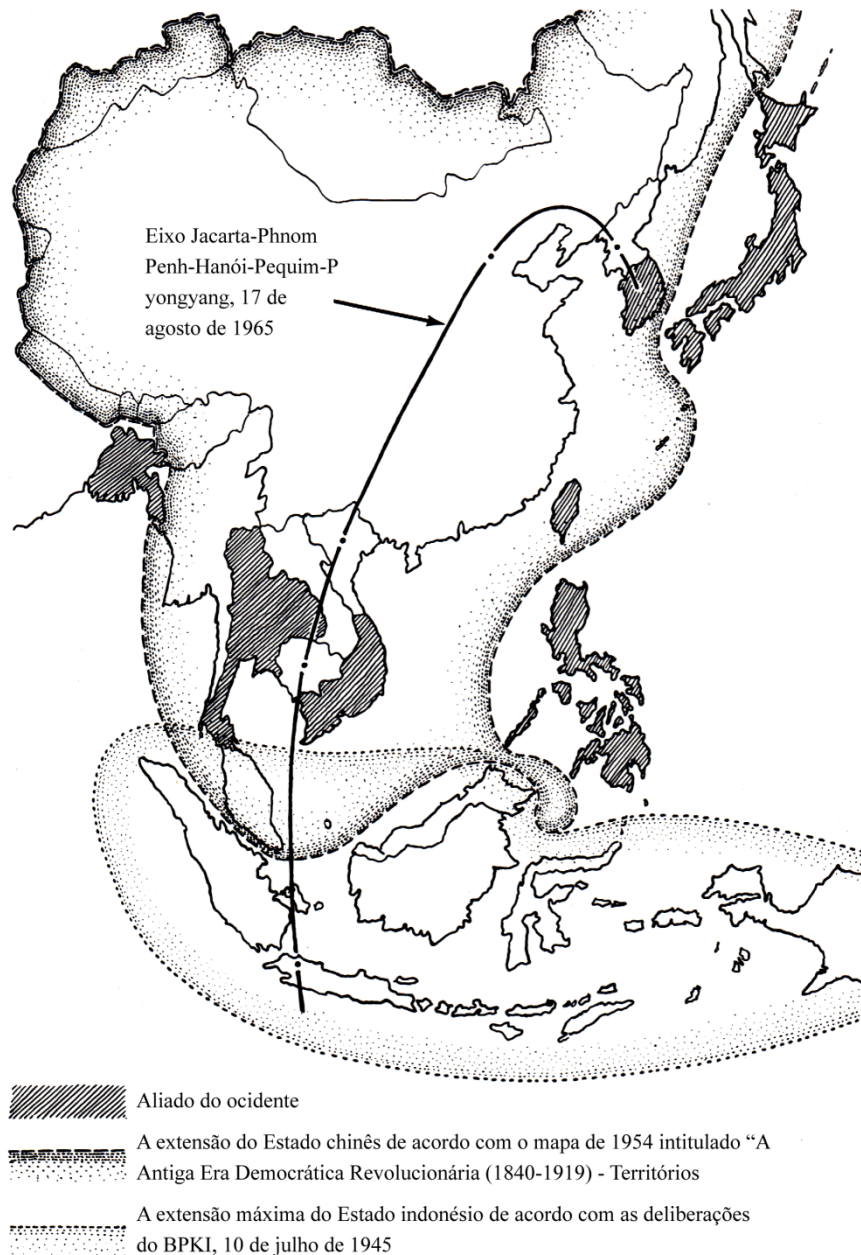 Eixo Jacarta-Phnom
Penh-Hanói-Pequim-P
yongyang, 17 de
agosto de 1965
Aliado do ocidente
A extensão do Estado chinês de acordo com o mapa de 1954 intitulado “A
Antiga Era Democrática Revolucionária (1840-1919) - Territórios
A extensão máxima do Estado indonésio de acordo com as deliberações
do BPKI, 10 de julho de 1945